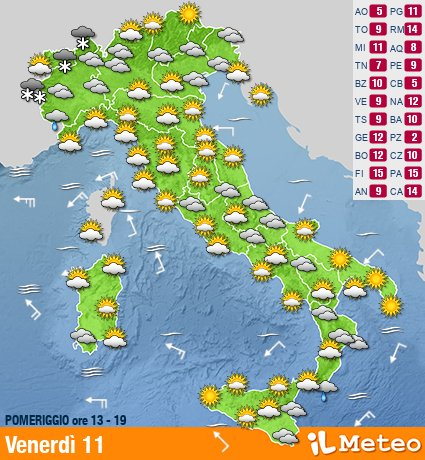 AO 5 PG 11
TO 9 RM 14
MI 11 AQ 8
TN 7 PE 9
BZ 10 CB 5
VE 9 NA 12
TS 9 BA 10
GE 12 PZ 2
BO 12 CZ 10
FI 15 PA 15
AN 9 CA 14
POMERIGGIO ore 13 - 19
Venerdì 11
iL Meteo